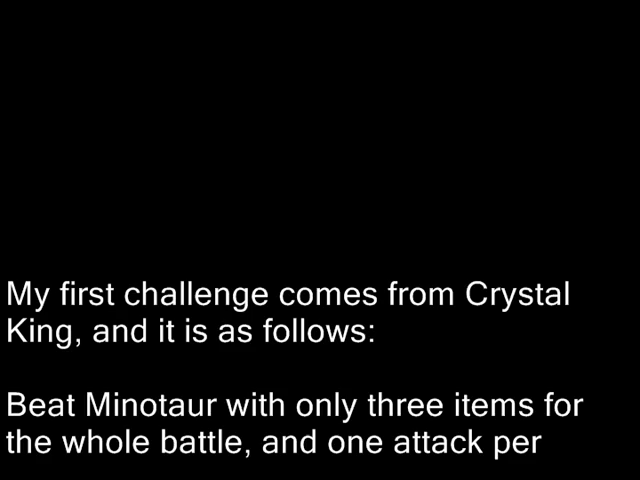 My first challenge comes from Crystal
King, and it is as follows:
Beat Minotaur with only three items for
the whole battle, and one attack per